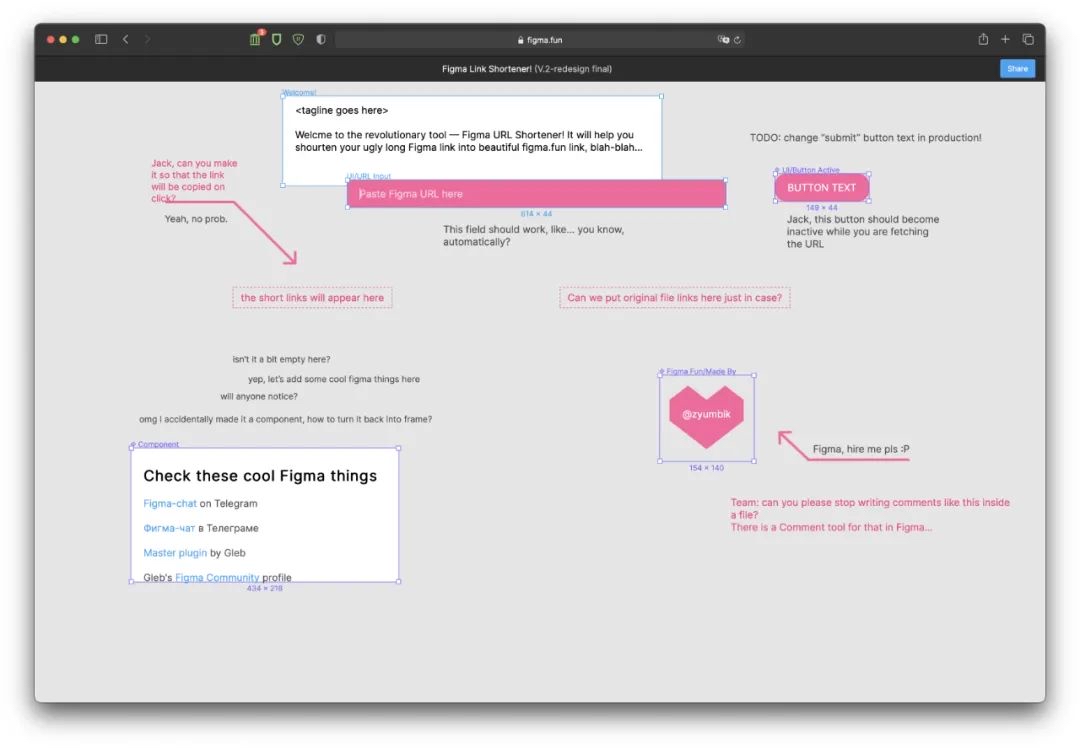 figma.fun
Figma Link Shortener! (V.2-redesign final)
Share
Welcome!
<tagline goes here>
Welcme to the revolutionary tool — Figma URL Shortener! It will help you
shourten your ugly long Figma link into beautiful figma.fun link, blah-blah...
UI/URL Input
Paste Figma URL here
614 × 44
This field should work, like... you know,
automatically?
TODO: change "submit" button text in production!
UI/Button Active
BUTTON TEXT
149 × 44
Jack, this button should become
inactive while you are fetching
the URL
Jack, can you make
it so that the link
will be copied on
click?
Yeah, no prob.
the short links will appear here
Can we put original file links here just in case?
isn't it a bit empty here?
yep, let's add some cool figma things here
will anyone notice?
omg I accidentally made it a component, how to turn it back into frame?
Component
Check these cool Figma things
Figma-chat on Telegram
Фигма-чат в Телеграме
Master plugin by Gleb
Gleb's Figma Community profile
434 × 218
Figma Fun/Made By
@zyumbik
154 × 140
Figma, hire me pls :P
Team: can you please stop writing comments like this inside
a file?
There is a Comment tool for that in Figma...